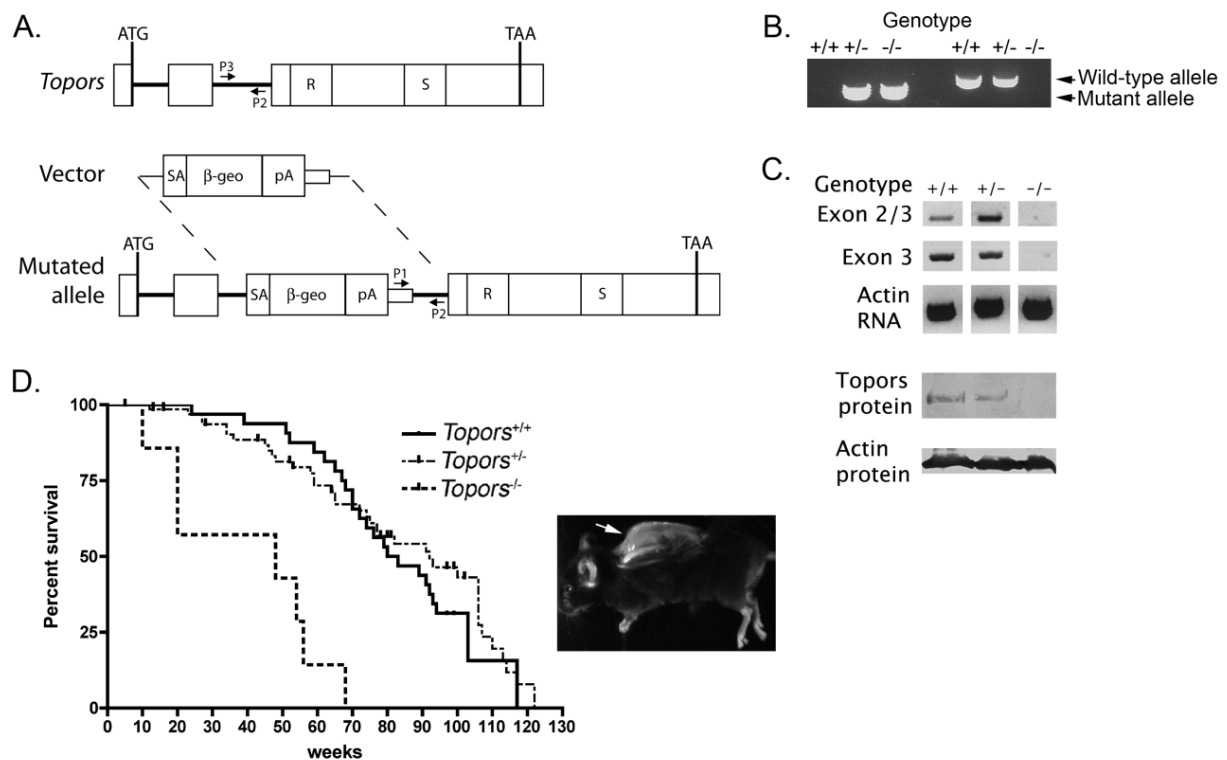 A.
ATG
TAA
Topors
P3
P2
R
S
Vector
SA
β-geo
pA
ATG
TAA
Mutated
allele
SA
β-geo
pA
P1
P2
R
S
B.
Genotype
+/+ +/- -/- +/+ +/- -/-
Wild-type allele
Mutant allele
C.
Genotype +/+ +/- -/-
Exon 2/3
Exon 3
Actin
RNA
Topors
protein
Actin
protein
D.
Percent survival
100
75
50
25
0
0 10 20 30 40 50 60 70 80 90 100 110 120 130
weeks
Topors+/+
Topors+/-
Topors-/-